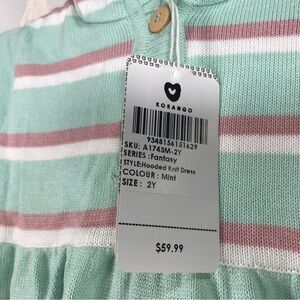 KORANGO
9348156151629
SKU: A1743M-2Y
SERIES :Fantasy
STYLE:Hooded Knit Dress
COLOUR : Mint
SIZE : 2Y
$59.99